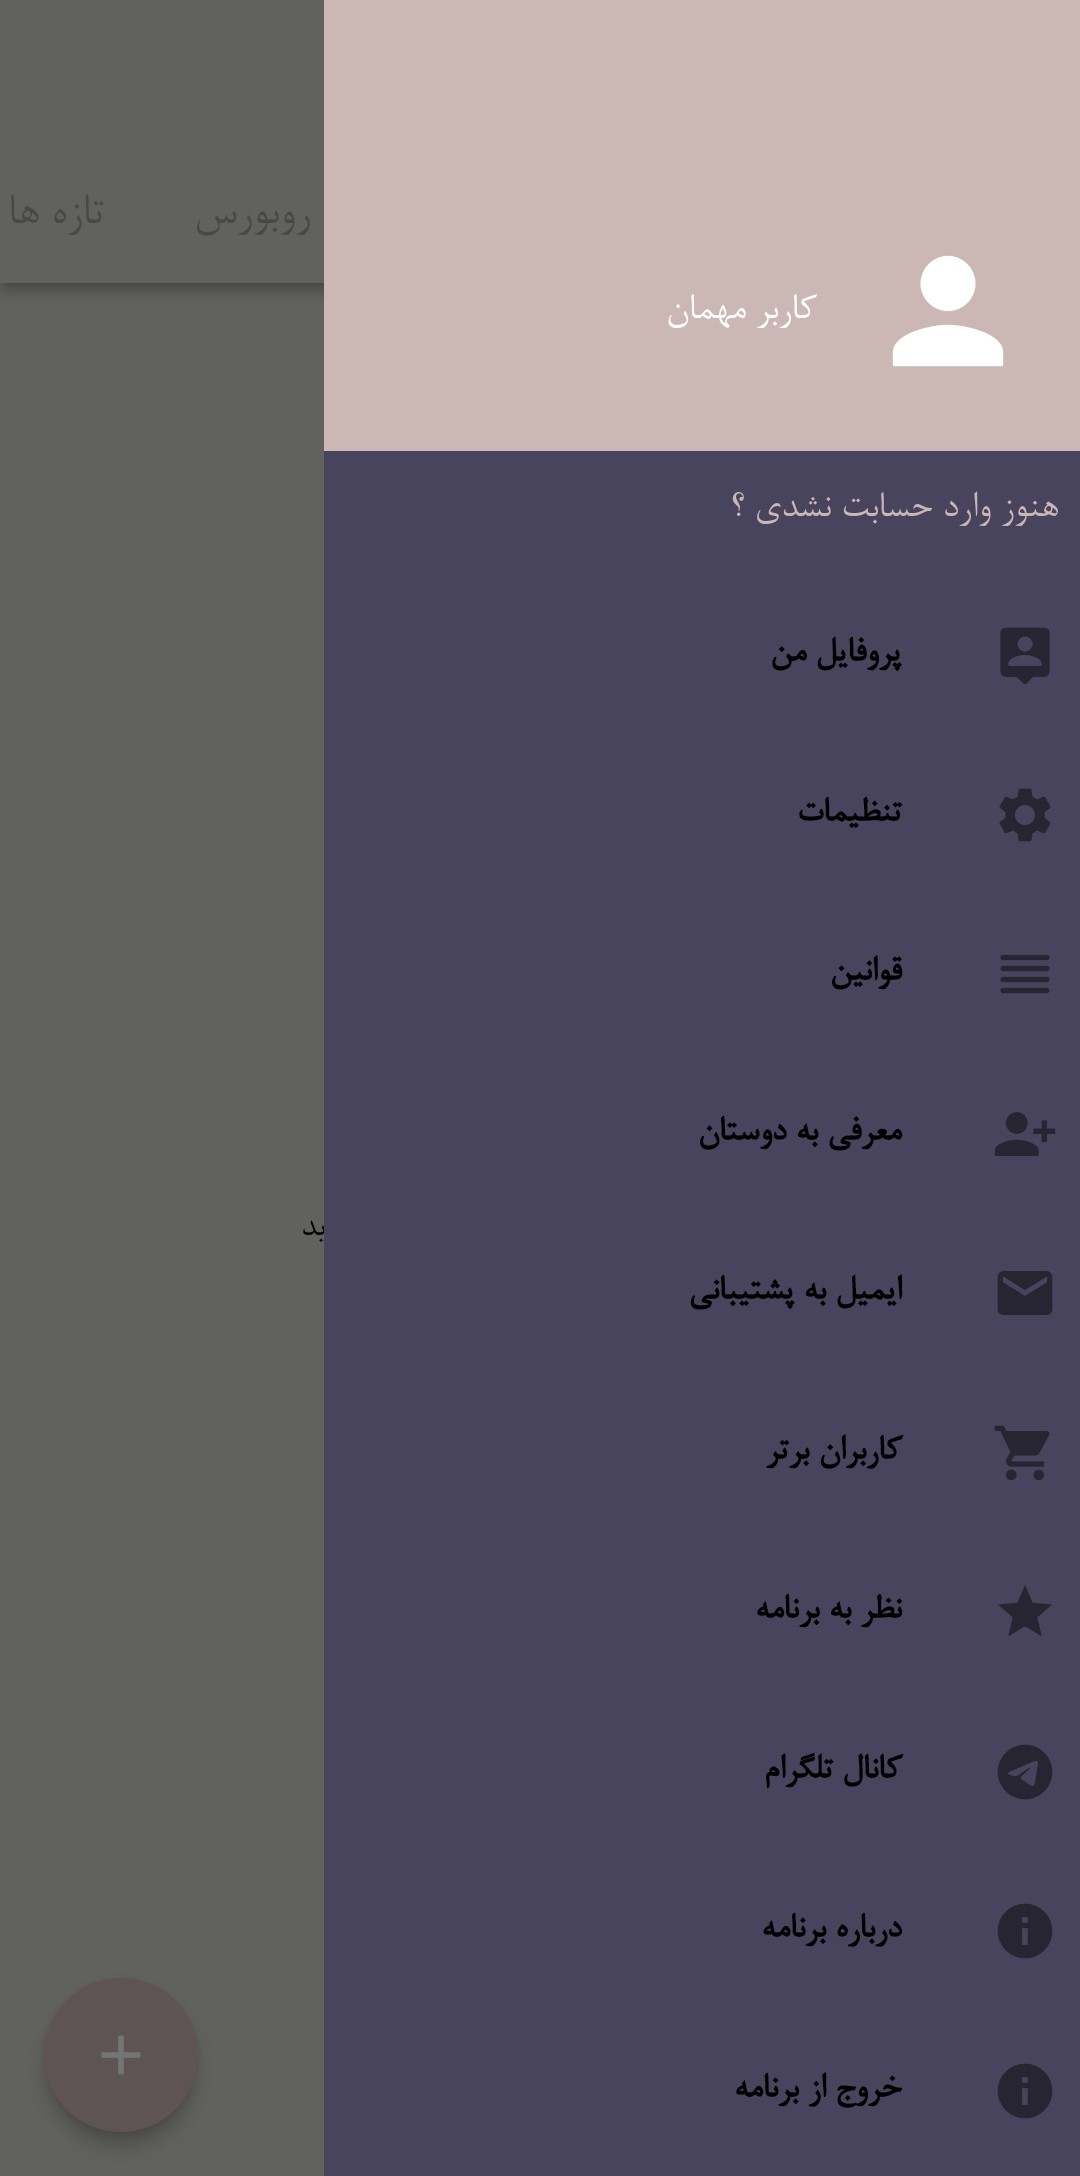 روبورس
تازه ها
کاربر مهمان
هنوز وارد حسابت نشدی ؟
پروفایل من
تنظیمات
قوانین
معرفی به دوستان
ید
ایمیل به پشتیبانی
کاربران برتر
نظر به برنامه
کانال تلگرام
درباره برنامه
خروج از برنامه